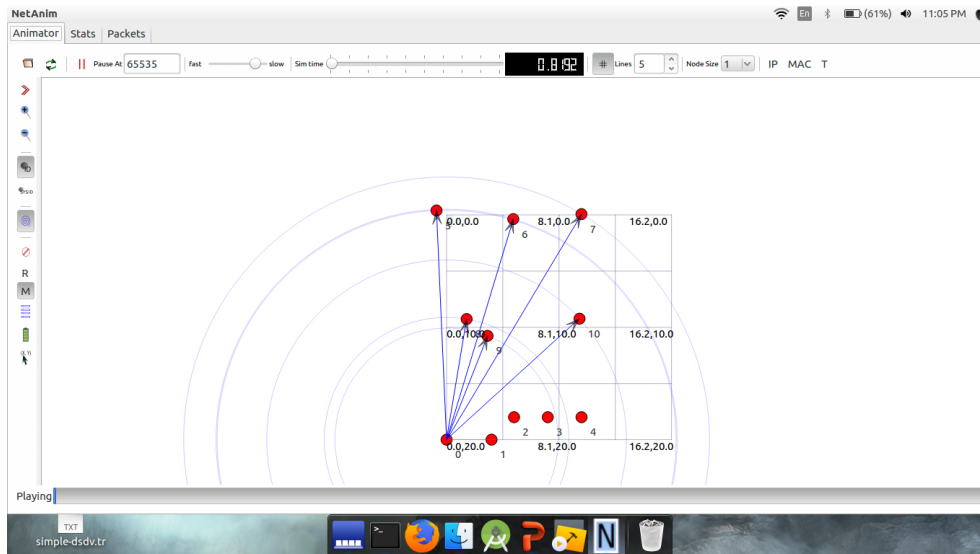 NetAnim
En
(61%)
11:05 PM
Animator Stats Packets
Pause At 65535 fast slow Sim time 0.8192 # Lines 5 Node Size 1 IP MAC T
R
M
0.0,0.0 8.1,0.0 16.2,0.0
5 6 7
0.0,10.0 8.1,10.0 16.2,10.0
9 10
2 3 4
0.0,20.0 8.1,20.0 16.2,20.0
0 1
Playing
TXT
simple-dsdv.tr
>_
N